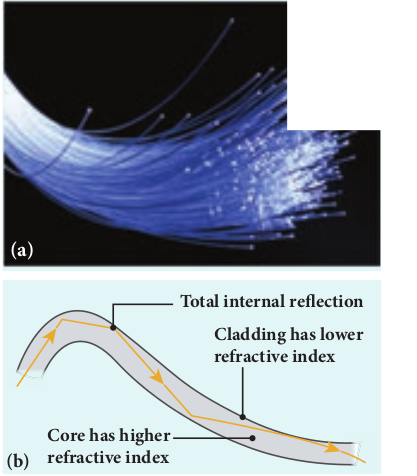 (a)
Total internal reflection
Cladding has lower
refractive index
Core has higher
refractive index
(b)